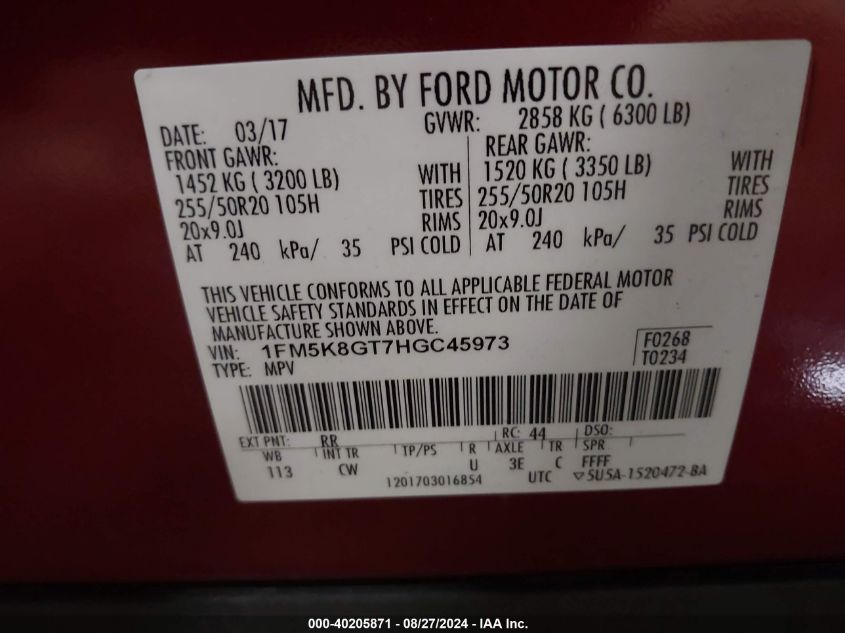 MFD. BY FORD MOTOR CO.
DATE: 03/17 GVWR: 2858 KG ( 6300 LB)
FRONT GAWR: REAR GAWR:
1452 KG ( 3200 LB) WITH 1520 KG ( 3350 LB) WITH
255/50R20 105H TIRES 255/50R20 105H TIRES
20x9.0J RIMS 20x9.0J RIMS
AT 240 kPa/ 35 PSI COLD AT 240 kPa/ 35 PSI COLD
THIS VEHICLE CONFORMS TO ALL APPLICABLE FEDERAL MOTOR
VEHICLE SAFETY STANDARDS IN EFFECT ON THE DATE OF
MANUFACTURE SHOWN ABOVE.
VIN: 1FM5K8GT7HGC45973 F0268
TYPE: MPV T0234
EXT PNT: RR RC: 44 DSO:
WB INT TR TP/PS R AXLE TR SPR
113 CW U 3E C FFFF
1201703016854 UTC ▽5U5A-1520472-BA
000-40205871 - 08/27/2024 - IAA Inc.